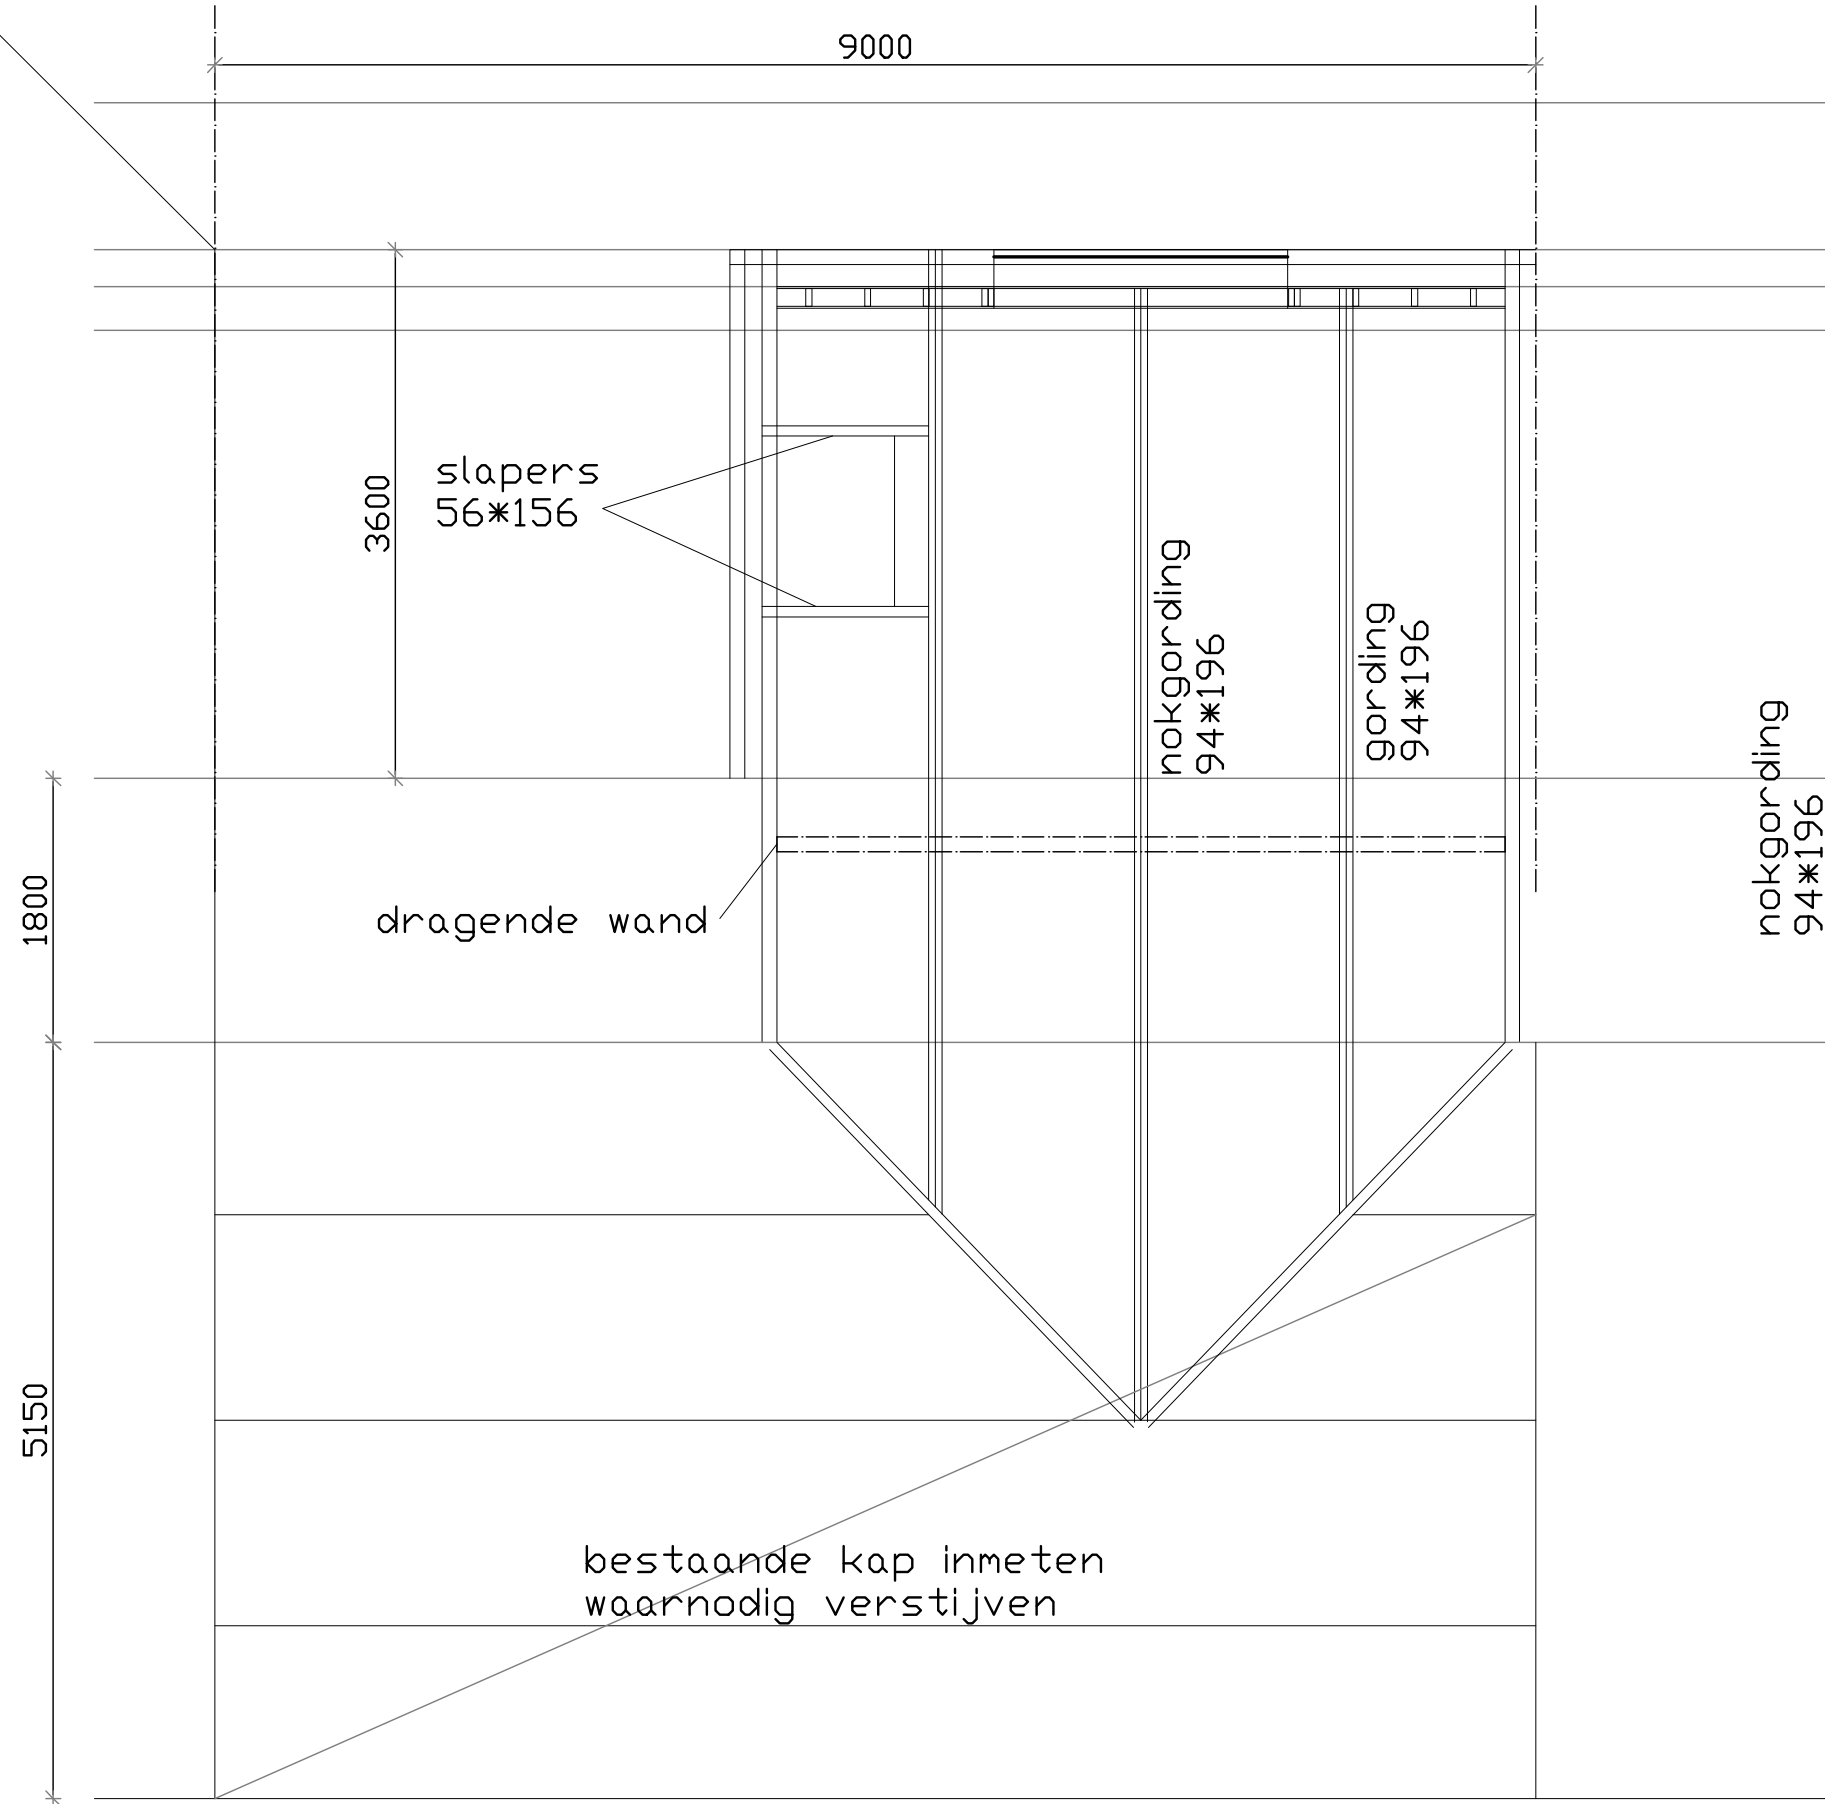 9000
slapers
56*156
3600
nokgording
94*196
gording
94*196
nokgording
94*196
1800
dragende wand
5150
bestaande kap inmeten
waarnodig verstijven